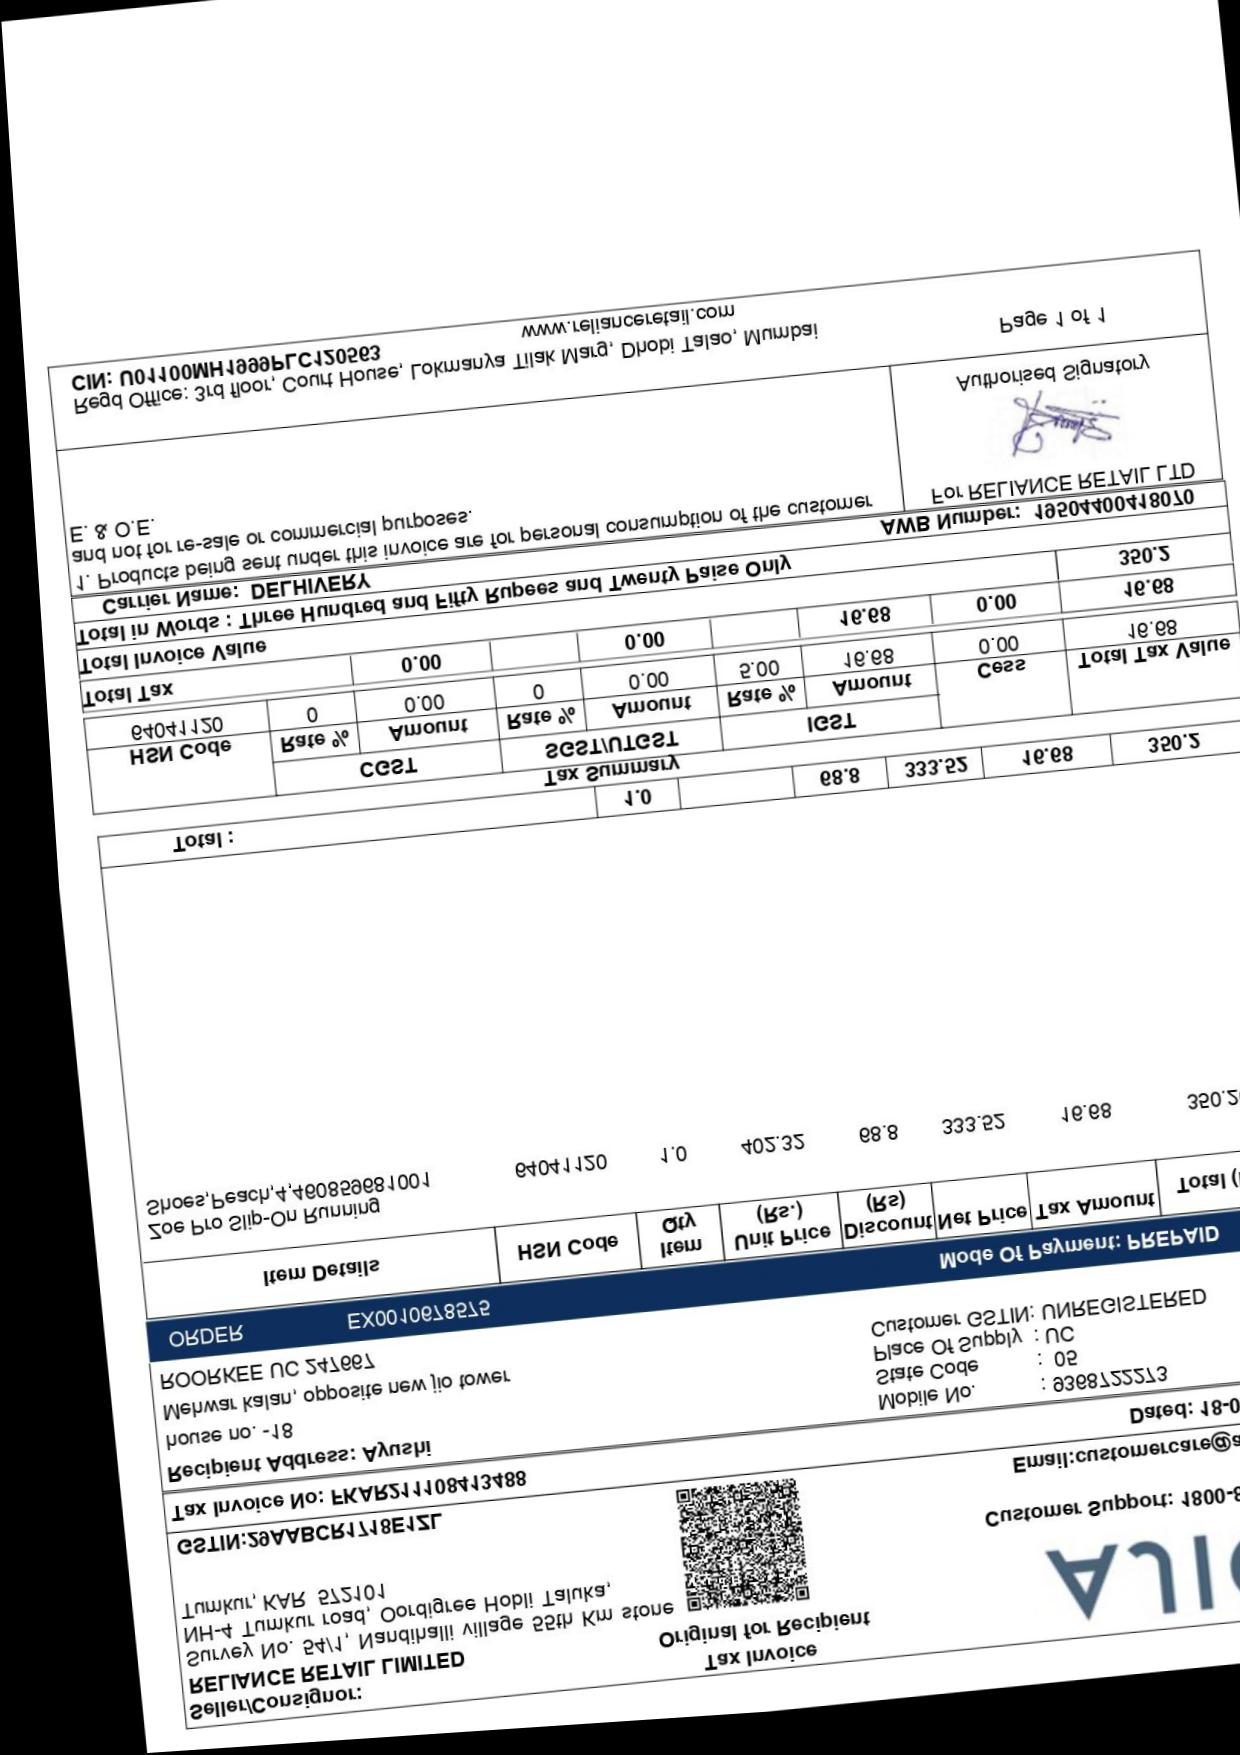 Seller/Consignor:
RELIANCE RETAIL LIMITED
Survey No. 54/1, Nandihalli village 55th Km stone
NH-4 Tumkur road, Oordigree Hobli Taluka,
Tumkur, KAR 572101
GSTIN:29AABCR1718E1ZL
Tax Invoice
Original for Recipient
AJI
Customer Support: 1800-8
Email:customercare@a
Tax Invoice No: FKAR211108413488
Dated: 18-0
Recipient Address: Ayushi
house no. -18
Mehwar kalan, opposite new jio tower
ROORKEE UC 247667
Mobile No. : 9368722273
State Code : 05
Place Of Supply : UC
Customer GSTIN: UNREGISTERED
ORDER EX0010678575 Mode Of Payment: PREPAID
Item Details HSN Code Item Qty Unit Price (Rs.) Discount (Rs) Net Price Tax Amount Total (
Zoe Pro Slip-On Running
Shoes,Peach,4,460859681001 64041120 1.0 402.32 68.8 333.52 16.68 350.2
Total : 1.0 68.8 333.52 16.68 350.2
Tax Summary
HSN Code CGST SGST/UTGST IGST Cess Total Tax Value
Rate % Amount Rate % Amount Rate % Amount
64041120 0 0.00 0 0.00 5.00 16.68 0.00 16.68
Total Tax 0.00 0.00 16.68 0.00 16.68
Total Invoice Value 350.2
Total in Words : Three Hundred and Fifty Rupees and Twenty Paise Only
Carrier Name: DELHIVERY AWB Number: 19504400418070
1. Products being sent under this invoice are for personal consumption of the customer
and not for re-sale or commercial purposes.
E. & O.E.
For RELIANCE RETAIL LTD
Authorised Signatory
Regd Office: 3rd floor, Court House, Lokmanya Tilak Marg, Dhobi Talao, Mumbai
CIN: U01100MH1999PLC120563
www.relianceretail.com
Page 1 of 1